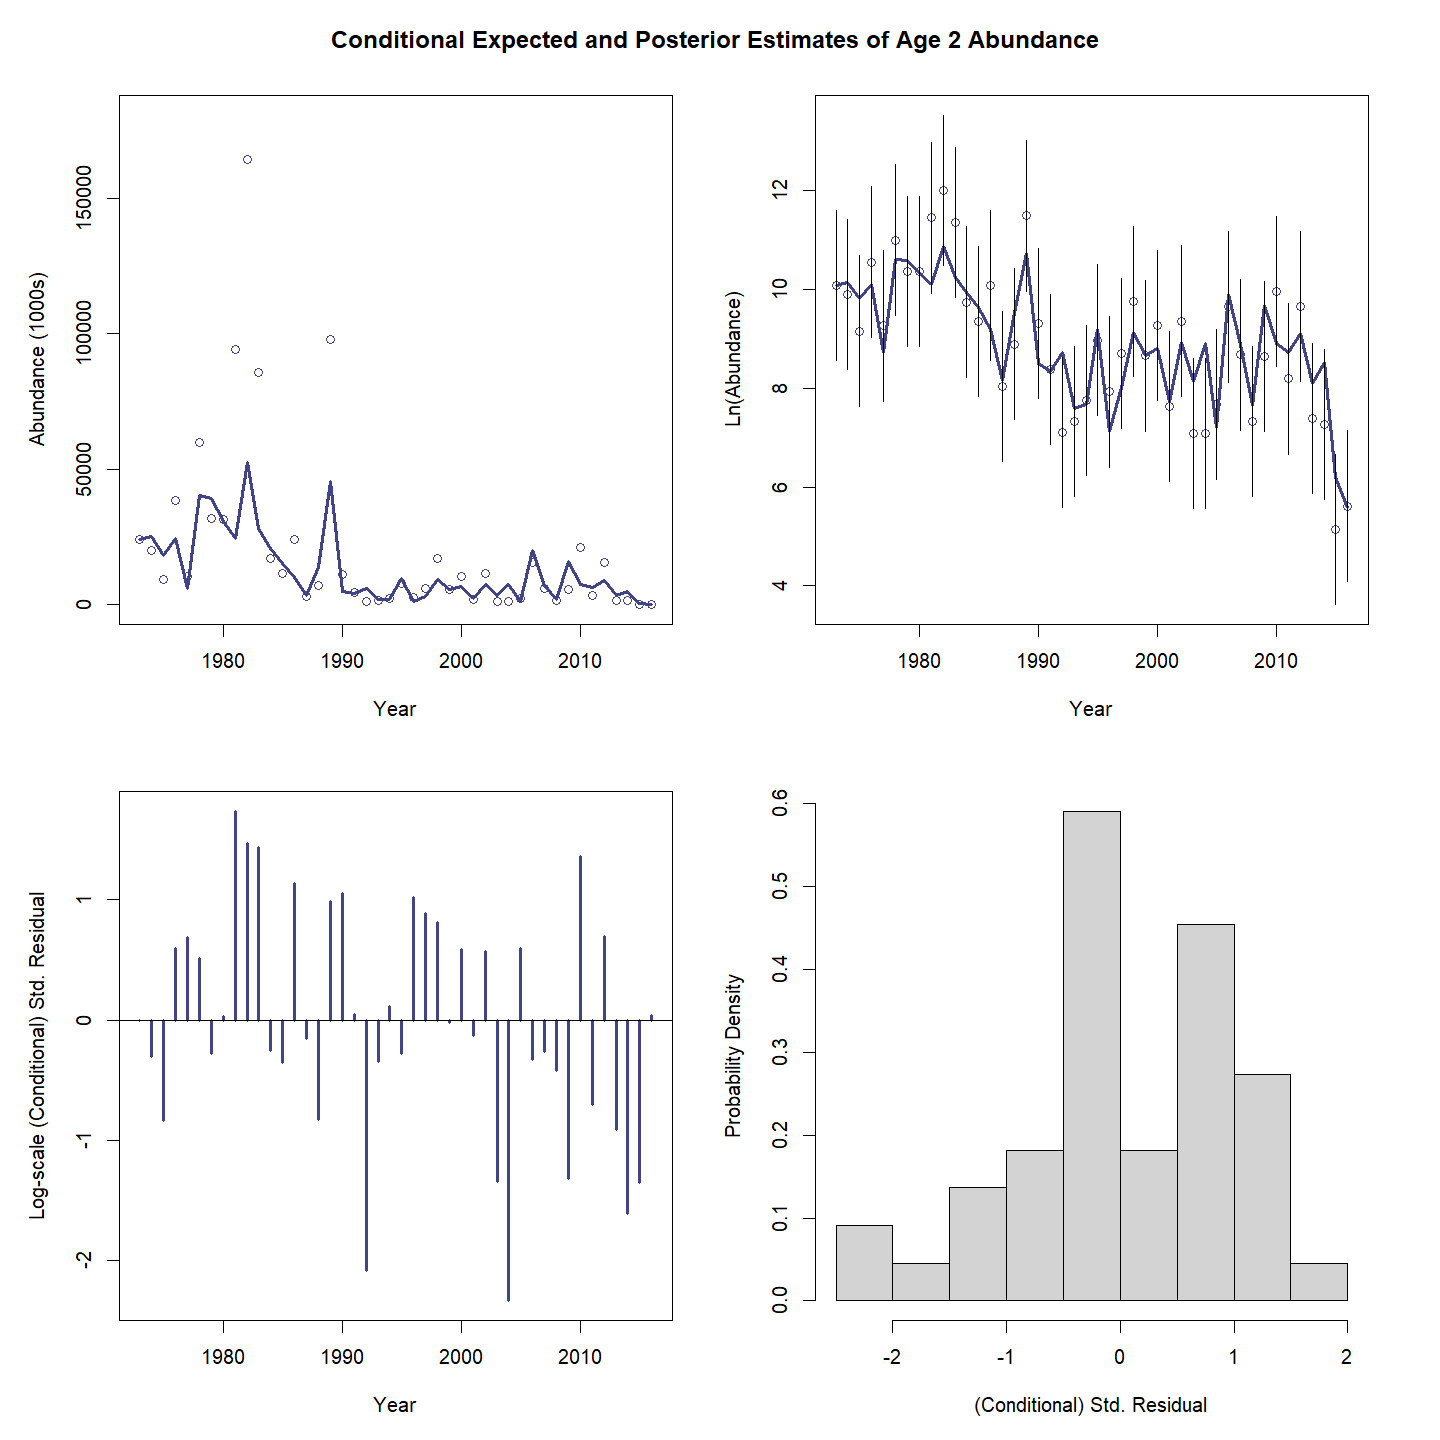 Conditional Expected and Posterior Estimates of Age 2 Abundance
Abundance (1000s)
150000
100000
50000
0
1980 1990 2000 2010
Year
Ln(Abundance)
12
10
8
6
4
1980 1990 2000 2010
Year
Log-scale (Conditional) Std. Residual
1
0
-1
-2
1980 1990 2000 2010
Year
Probability Density
0.6
0.5
0.4
0.3
0.2
0.1
0.0
-2 -1 0 1 2
(Conditional) Std. Residual